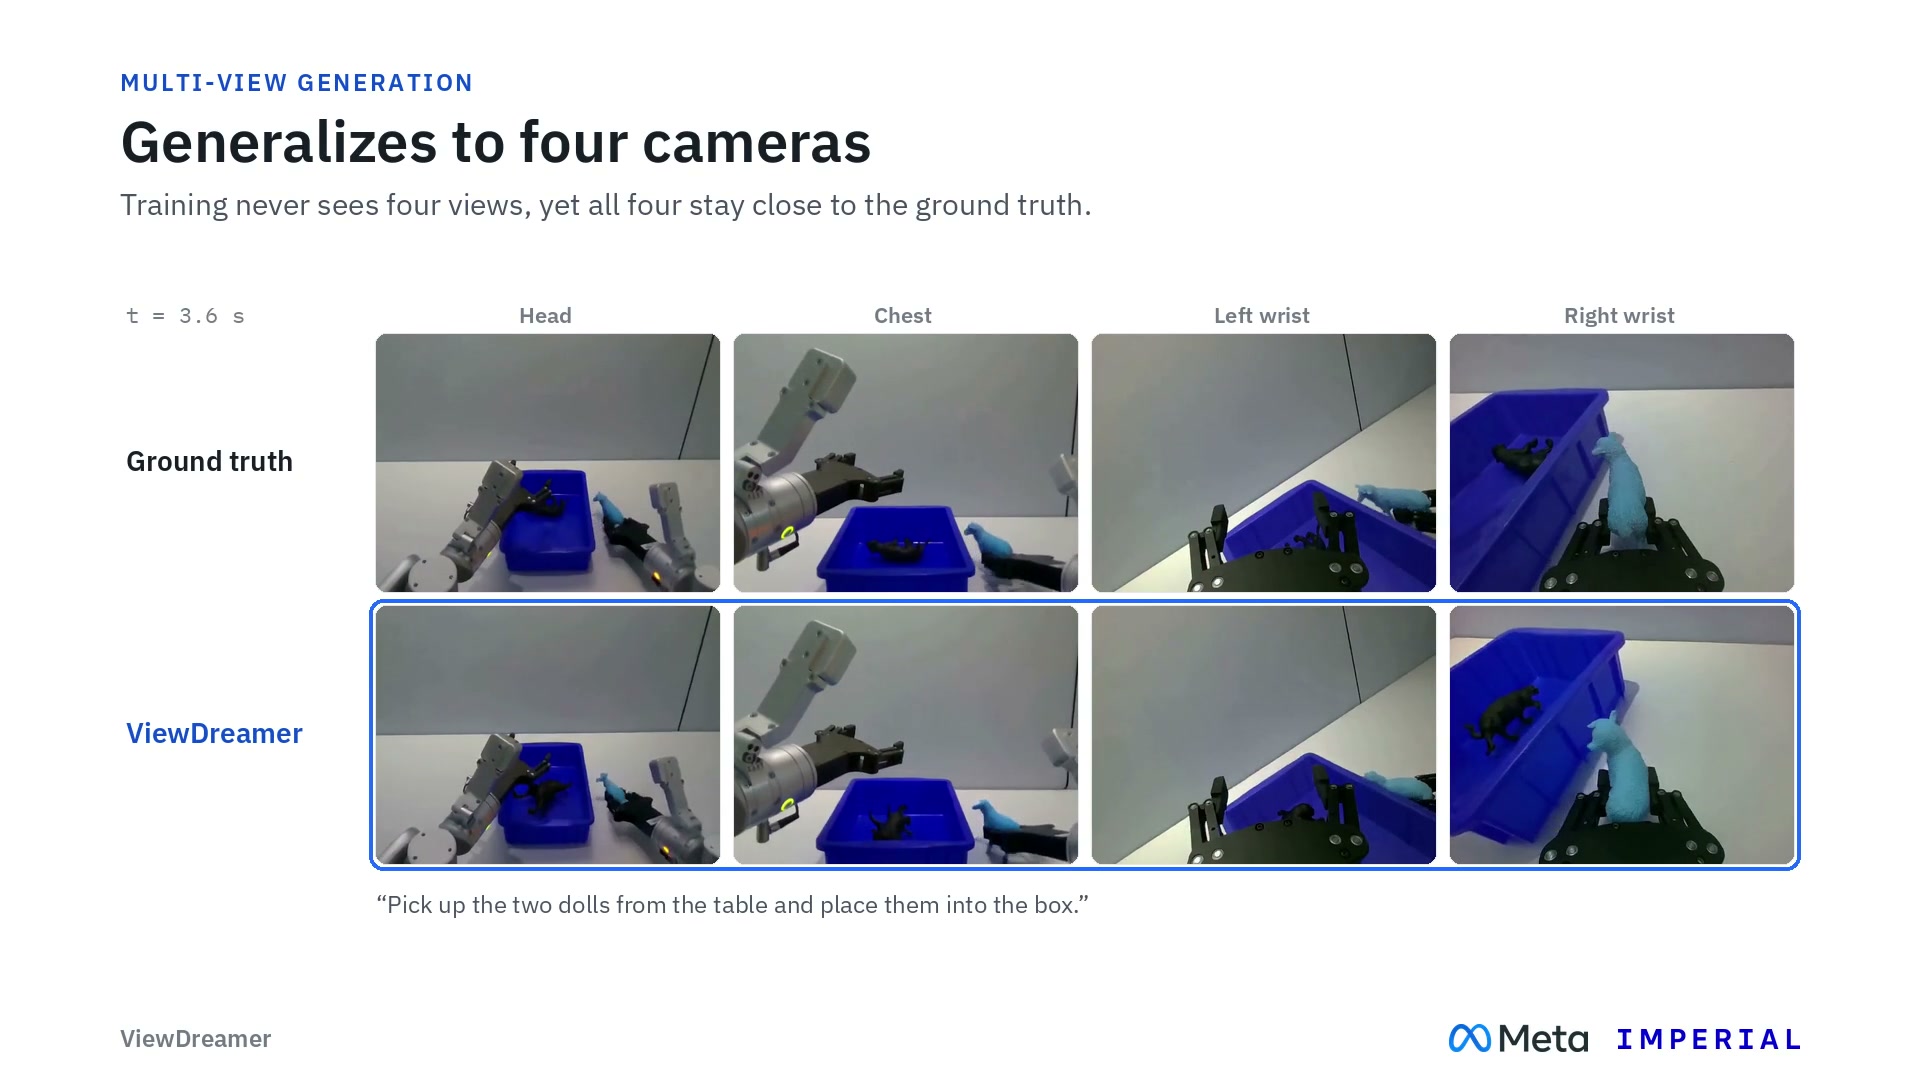 MULTI-VIEW GENERATION
Generalizes to four cameras
Training never sees four views, yet all four stay close to the ground truth.
t = 3.6 s
Head
Chest
Left wrist
Right wrist
Ground truth
ViewDreamer
“Pick up the two dolls from the table and place them into the box.”
ViewDreamer
Meta
IMPERIAL